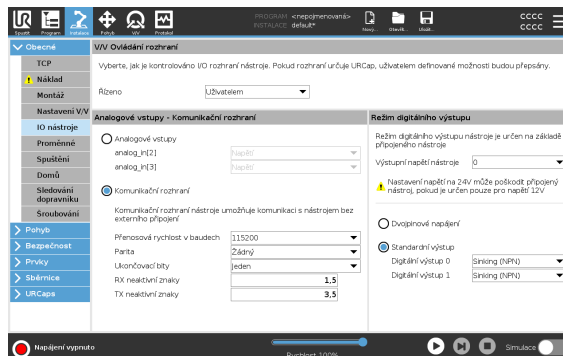 PROGRAM <nepojmenovaná>
INSTALACE default*
Spustit
Program
Instalace
Pohyb
V/V
Protokol
Nový...
Otevřít...
Uložit...
CCCC
CCCC
Obecné
TCP
Náklad
Montáž
Nastavení V/V
IO nástroje
Proměnné
Spuštění
Domů
Sledování
dopravníku
Šroubování
Pohyb
Bezpečnost
Prvky
Sběrnice
URCaps
V/V Ovládání rozhraní
Vyberte, jak je kontrolováno I/O rozhraní nástroje. Pokud rozhraní určuje URCap, uživatelem definované možnosti budou přepsány.
Řízeno
Uživatelem
Analogové vstupy - Komunikační rozhraní
Analogové vstupy
analog_in[2]
Napětí
analog_in[3]
Napětí
Komunikační rozhraní
Komunikační rozhraní nástroje umožňuje komunikaci s nástrojem bez
externího připojení
Přenosová rychlost v baudech
115200
Parita
Žádný
Ukončovací bity
Jeden
RX neaktivní znaky
1,5
TX neaktivní znaky
3,5
Režim digitálního výstupu
Režim digitálního výstupu nástroje je určen na základě
připojeného nástroje
Výstupní napětí nástroje
0
Nastavení napětí na 24V může poškodit připojený
nástroj, pokud je určen pouze pro napětí 12V
Dvojpinové napájení
Standardní výstup
Digitální výstup 0
Sinking (NPN)
Digitální výstup 1
Sinking (NPN)
Napájení vypnuto
Rychlost 100%
Simulace